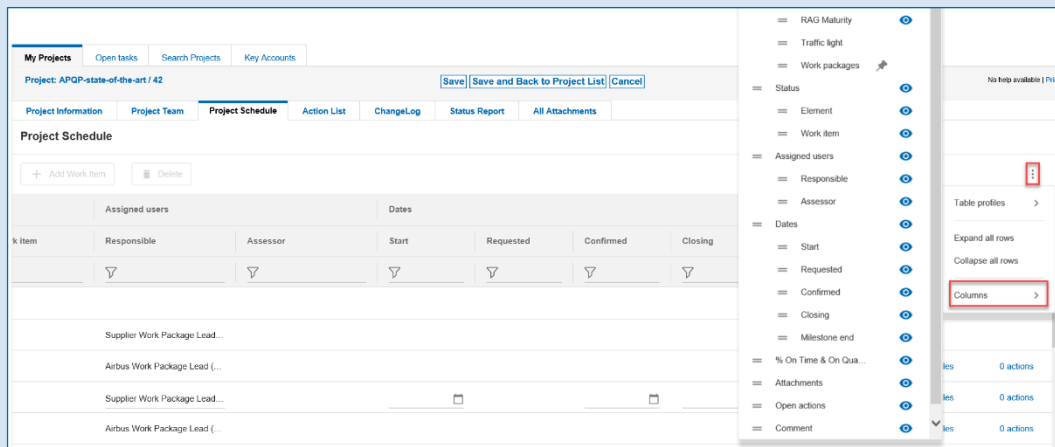 My Projects Open tasks Search Projects Key Accounts
Project: APQP-state-of-the-art / 42 Save Save and Back to Project List Cancel No help available |
Project Information Project Team Project Schedule Action List ChangeLog Status Report All Attachments
Project Schedule
+ Add Work Item Delete
Assigned users Dates
k item Responsible Assessor Start Requested Confirmed Closing
Supplier Work Package Lead...
Airbus Work Package Lead (...
Supplier Work Package Lead...
Airbus Work Package Lead (...
RAG Maturity
Traffic light
Work packages
Status
Element
Work item
Assigned users
Responsible
Assessor
Dates
Start
Requested
Confirmed
Closing
Milestone end
% On Time & On Qua...
Attachments
Open actions
Comment
Table profiles
Expand all rows
Collapse all rows
Columns
les 0 actions
les 0 actions
les 0 actions